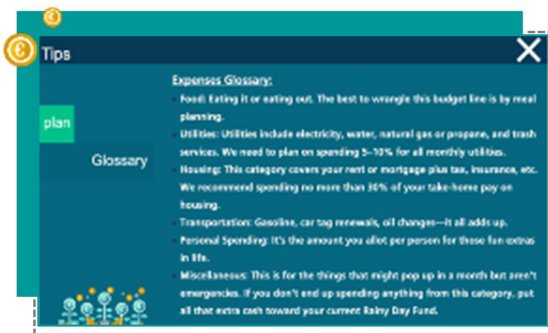 Tips
plan
Glossary
Expenses Glossary:
Food: Eating it or eating out. The best to wrangle this budget line is by meal
planning.
Utilities: Utilities include electricity, water, natural gas or propane, and trash
services. We need to plan on spending 5–10% for all monthly utilities.
Housing: This category covers your rent or mortgage plus tax, insurance, etc.
We recommend spending no more than 30% of your take-home pay on
housing.
Transportation: Gasoline, car tag renewals, oil changes—it all adds up.
Personal Spending: It's the amount you allot per person for those fun extras
in life.
Miscellaneous: This is for the things that might pop up in a month but aren't
emergencies. If you don't end up spending anything from this category, put
all that extra cash toward your current Rainy Day Fund.